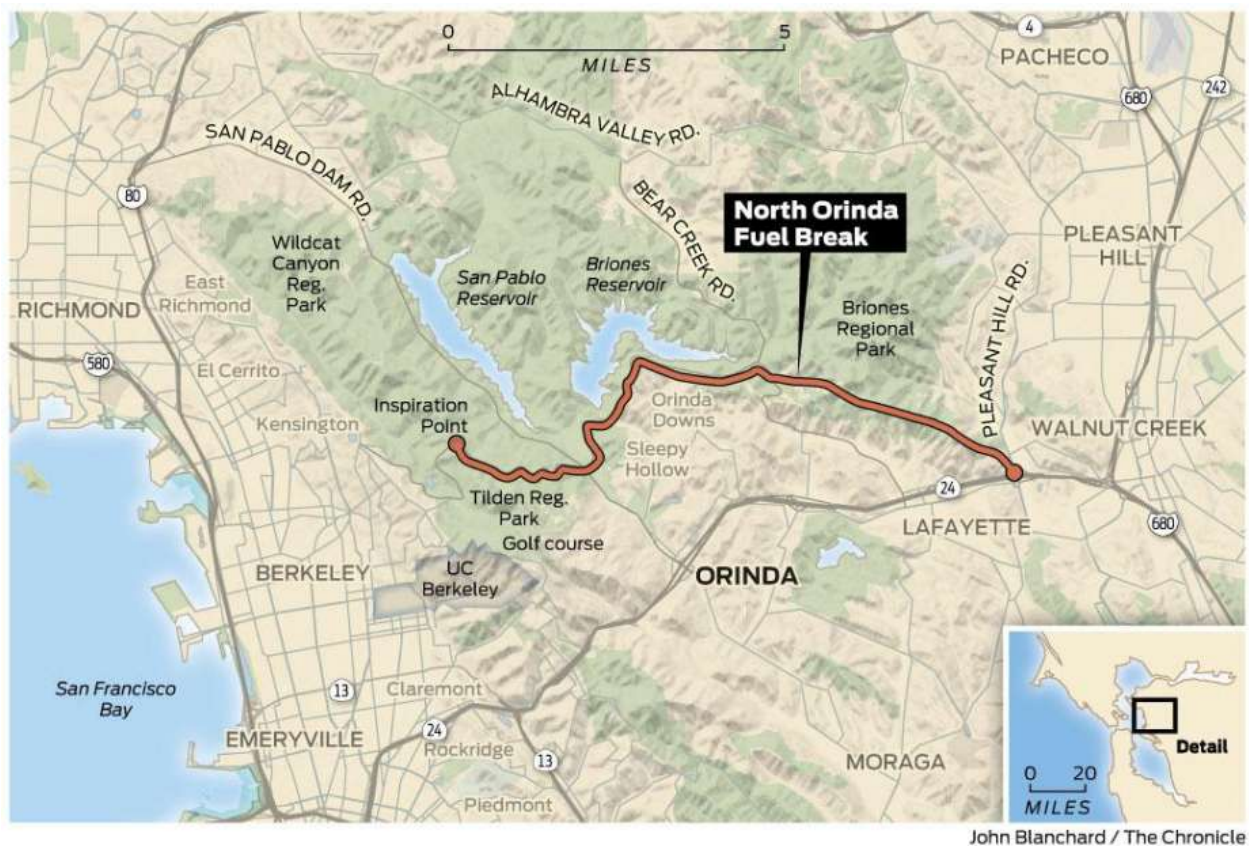 0 5
MILES
4
PACHECO
242
680
ALHAMBRA VALLEY RD.
SAN PABLO DAM RD.
80
BEAR CREEK RD.
North Orinda
Fuel Break
PLEASANT
HILL
Wildcat
Canyon
Reg.
Park
San Pablo
Reservoir
Briones
Reservoir
PLEASANT HILL RD.
East
Richmond
RICHMOND
Briones
Regional
Park
580
El Cerrito
Inspiration
Point
Kensington
Orinda
Downs
WALNUT CREEK
Sleepy
Hollow
24
Tilden Reg.
Park
LAFAYETTE
680
Golf course
BERKELEY
UC
Berkeley
ORINDA
San Francisco
Bay
13
Claremont
24
EMERYVILLE
Rockridge
13
MORAGA
Piedmont
Detail
0 20
MILES
John Blanchard / The Chronicle